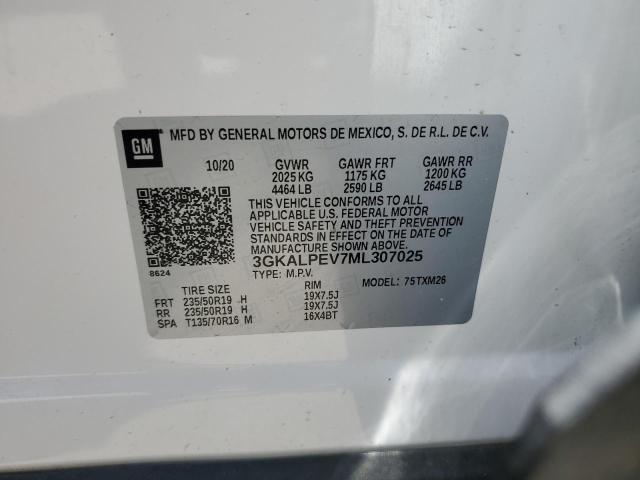 GM
MFD BY GENERAL MOTORS DE MEXICO, S. DE R.L. DE C.V.
10/20 GVWR GAWR FRT GAWR RR
2025 KG 1175 KG 1200 KG
4464 LB 2590 LB 2645 LB
THIS VEHICLE CONFORMS TO ALL
APPLICABLE U.S. FEDERAL MOTOR
VEHICLE SAFETY AND THEFT PREVENTION
STANDARDS IN EFFECT ON THE DATE OF
MANUFACTURE SHOWN ABOVE.
3GKALPEV7ML307025
8624
TYPE: M.P.V. MODEL: 75TXM26
TIRE SIZE RIM
FRT 235/50R19 H 19X7.5J
RR 235/50R19 H 19X7.5J
SPA T135/70R16 M 16X4BT